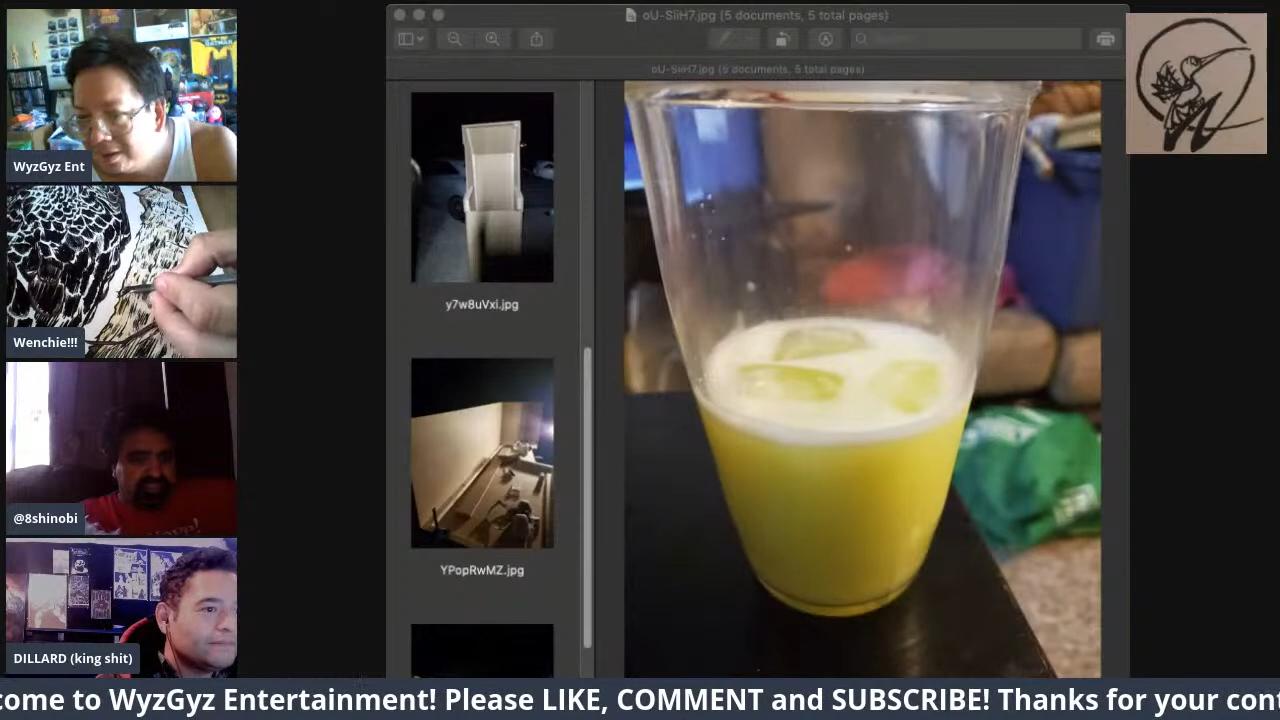 oU-SiiH7.jpg (5 documents, 5 total pages)
oU-SiiH7.jpg (5 documents, 5 total pages)
WyzGyz Ent
y7w8uVxi.jpg
Wenchie!!!
@8shinobi
YPopRwMZ.jpg
DILLARD (king shit)
come to WyzGyz Entertainment! Please LIKE, COMMENT and SUBSCRIBE! Thanks for your con